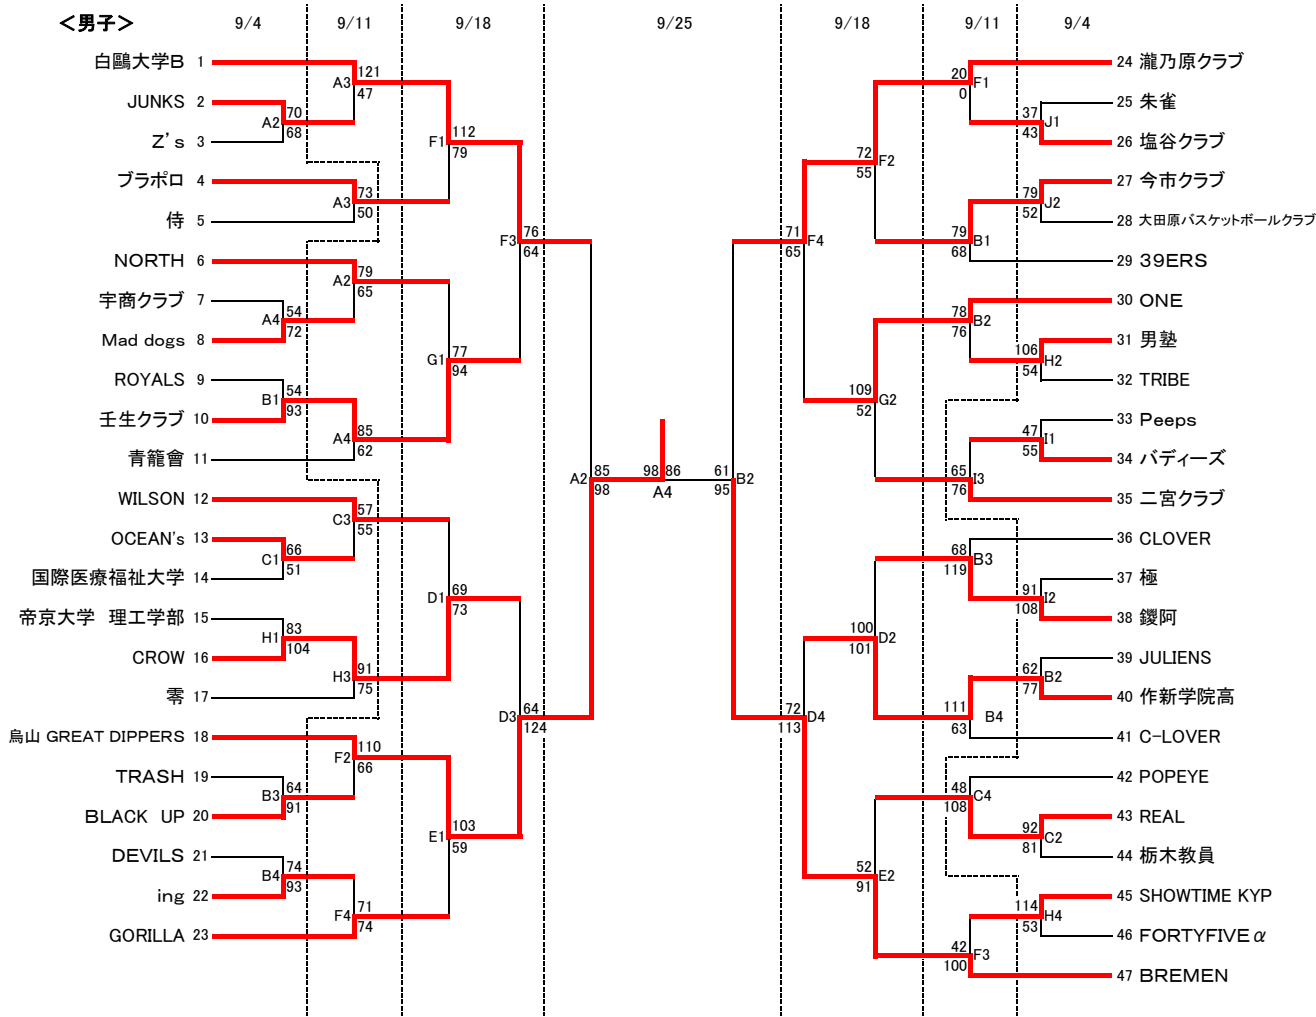 ＜男子＞ 9/4 9/11 9/18 9/25 9/18 9/11 9/4
白鷗大学B 1
JUNKS 2
Z's 3
ブラポロ 4
侍 5
NORTH 6
宇商クラブ 7
Mad dogs 8
ROYALS 9
壬生クラブ 10
青龍會 11
WILSON 12
OCEAN's 13
国際医療福祉大学 14
帝京大学 理工学部 15
CROW 16
零 17
烏山 GREAT DIPPERS 18
TRASH 19
BLACK UP 20
DEVILS 21
ing 22
GORILLA 23
A2 70 68
A4 54 72
B1 54 93
C1 66 51
H1 83 104
B3 64 91
B4 74 93
A3 121 47
A3 73 50
A2 79 65
A4 85 62
C3 57 55
H3 91 75
F2 110 66
F4 71 74
F1 112 79
G1 77 94
D1 69 73
E1 103 59
F3 76 64
D3 64 124
A2 85 98
98 86
A4
61 95 B2
71 65 F4
72 113 D4
72 55 F2
109 52 G2
100 101 D2
52 91 E2
20 0 F1
79 68 B1
78 76 B2
65 76 I3
68 119 B3
111 63 B4
48 108 C4
42 100 F3
37 43 J1
79 52 J2
106 54 H2
47 55 I1
91 108 I2
62 77 B2
92 81 C2
114 53 H4
24 瀧乃原クラブ
25 朱雀
26 塩谷クラブ
27 今市クラブ
28 大田原バスケットボールクラブ
29 39ERS
30 ONE
31 男塾
32 TRIBE
33 Peeps
34 バディーズ
35 二宮クラブ
36 CLOVER
37 極
38 鑁阿
39 JULIENS
40 作新学院高
41 C-LOVER
42 POPEYE
43 REAL
44 栃木教員
45 SHOWTIME KYP
46 FORTYFIVEα
47 BREMEN